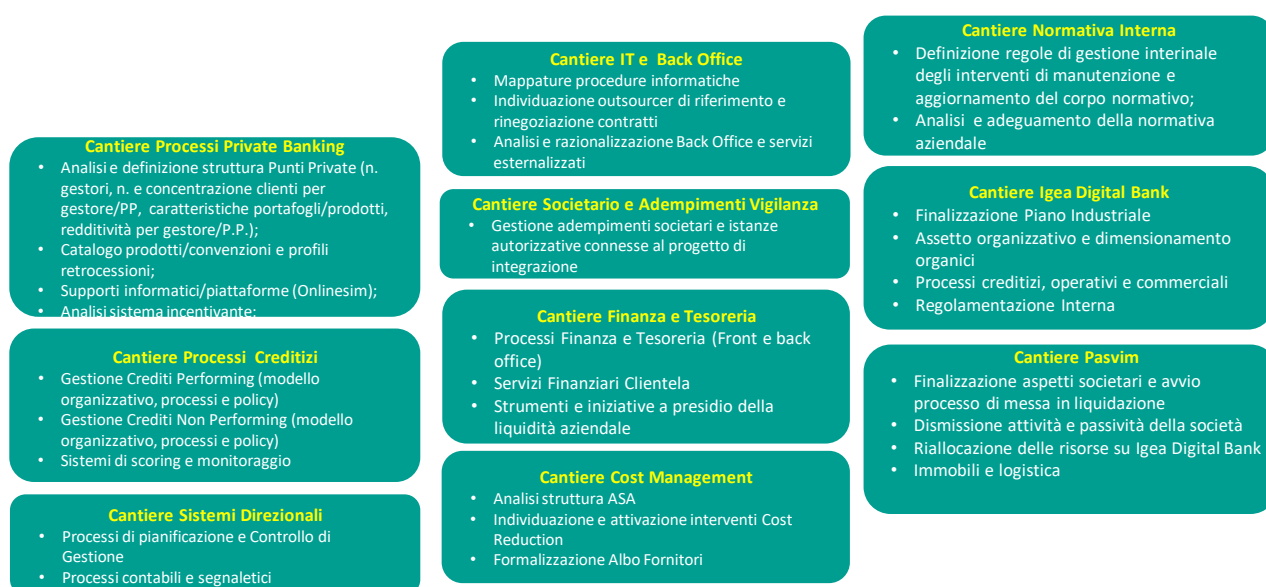 Cantiere Processi Private Banking
• Analisi e definizione struttura Punti Private (n.
gestori, n. e concentrazione clienti per
gestore/PP, caratteristiche portafogli/prodotti,
redditività per gestore/P.P.);
• Catalogo prodotti/convenzioni e profili
retrocessioni;
• Supporti informatici/piattaforme (Onlinesim);
• Analisi sistema incentivante;
Cantiere Processi Creditizi
• Gestione Crediti Performing (modello
organizzativo, processi e policy)
• Gestione Crediti Non Performing (modello
organizzativo, processi e policy)
• Sistemi di scoring e monitoraggio
Cantiere Sistemi Direzionali
• Processi di pianificazione e Controllo di
Gestione
• Processi contabili e segnaletici
Cantiere IT e Back Office
• Mappature procedure informatiche
• Individuazione outsourcer di riferimento e
rinegoziazione contratti
• Analisi e razionalizzazione Back Office e servizi
esternalizzati
Cantiere Societario e Adempimenti Vigilanza
• Gestione adempimenti societari e istanze
autorizzative connesse al progetto di
integrazione
Cantiere Finanza e Tesoreria
• Processi Finanza e Tesoreria (Front e back
office)
• Servizi Finanziari Clientela
• Strumenti e iniziative a presidio della
liquidità aziendale
Cantiere Cost Management
• Analisi struttura ASA
• Individuazione e attivazione interventi Cost
Reduction
• Formalizzazione Albo Fornitori
Cantiere Normativa Interna
• Definizione regole di gestione interinale
degli interventi di manutenzione e
aggiornamento del corpo normativo;
• Analisi e adeguamento della normativa
aziendale
Cantiere Igea Digital Bank
• Finalizzazione Piano Industriale
• Assetto organizzativo e dimensionamento
organici
• Processi creditizi, operativi e commerciali
• Regolamentazione Interna
Cantiere Pasvim
• Finalizzazione aspetti societari e avvio
processo di messa in liquidazione
• Dismissione attività e passività della società
• Riallocazione delle risorse su Igea Digital Bank
• Immobili e logistica